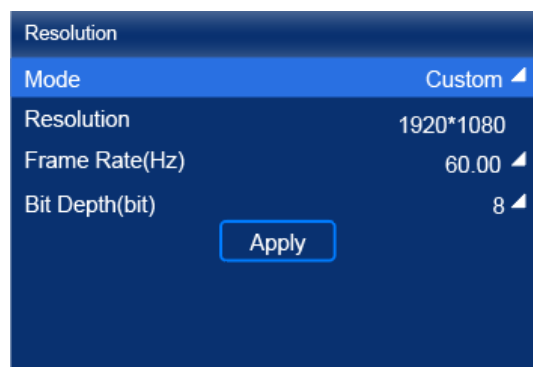 Resolution
Mode Custom
Resolution 1920*1080
Frame Rate(Hz) 60.00
Bit Depth(bit) 8
Apply